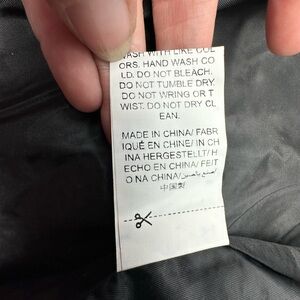 WASH WITH LIKE COL
ORS. HAND WASH CO
LD. DO NOT BLEACH.
DO NOT TUMBLE DRY.
DO NOT WRING OR T
WIST. DO NOT DRY CL
EAN.
MADE IN CHINA/ FABR
IQUÉ EN CHINE/ IN CH
INA HERGESTELLT/ H
ECHO EN CHINA/ FEIT
O NA CHINA/صنع بالصين/
中国製